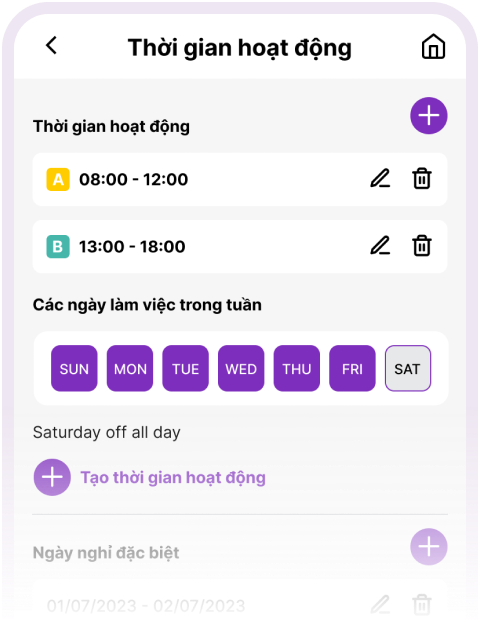 Thời gian hoạt động
Thời gian hoạt động
A 08:00 - 12:00
B 13:00 - 18:00
Các ngày làm việc trong tuần
SUN MON TUE WED THU FRI SAT
Saturday off all day
Tạo thời gian hoạt động
Ngày nghỉ đặc biệt
01/07/2023 - 02/07/2023